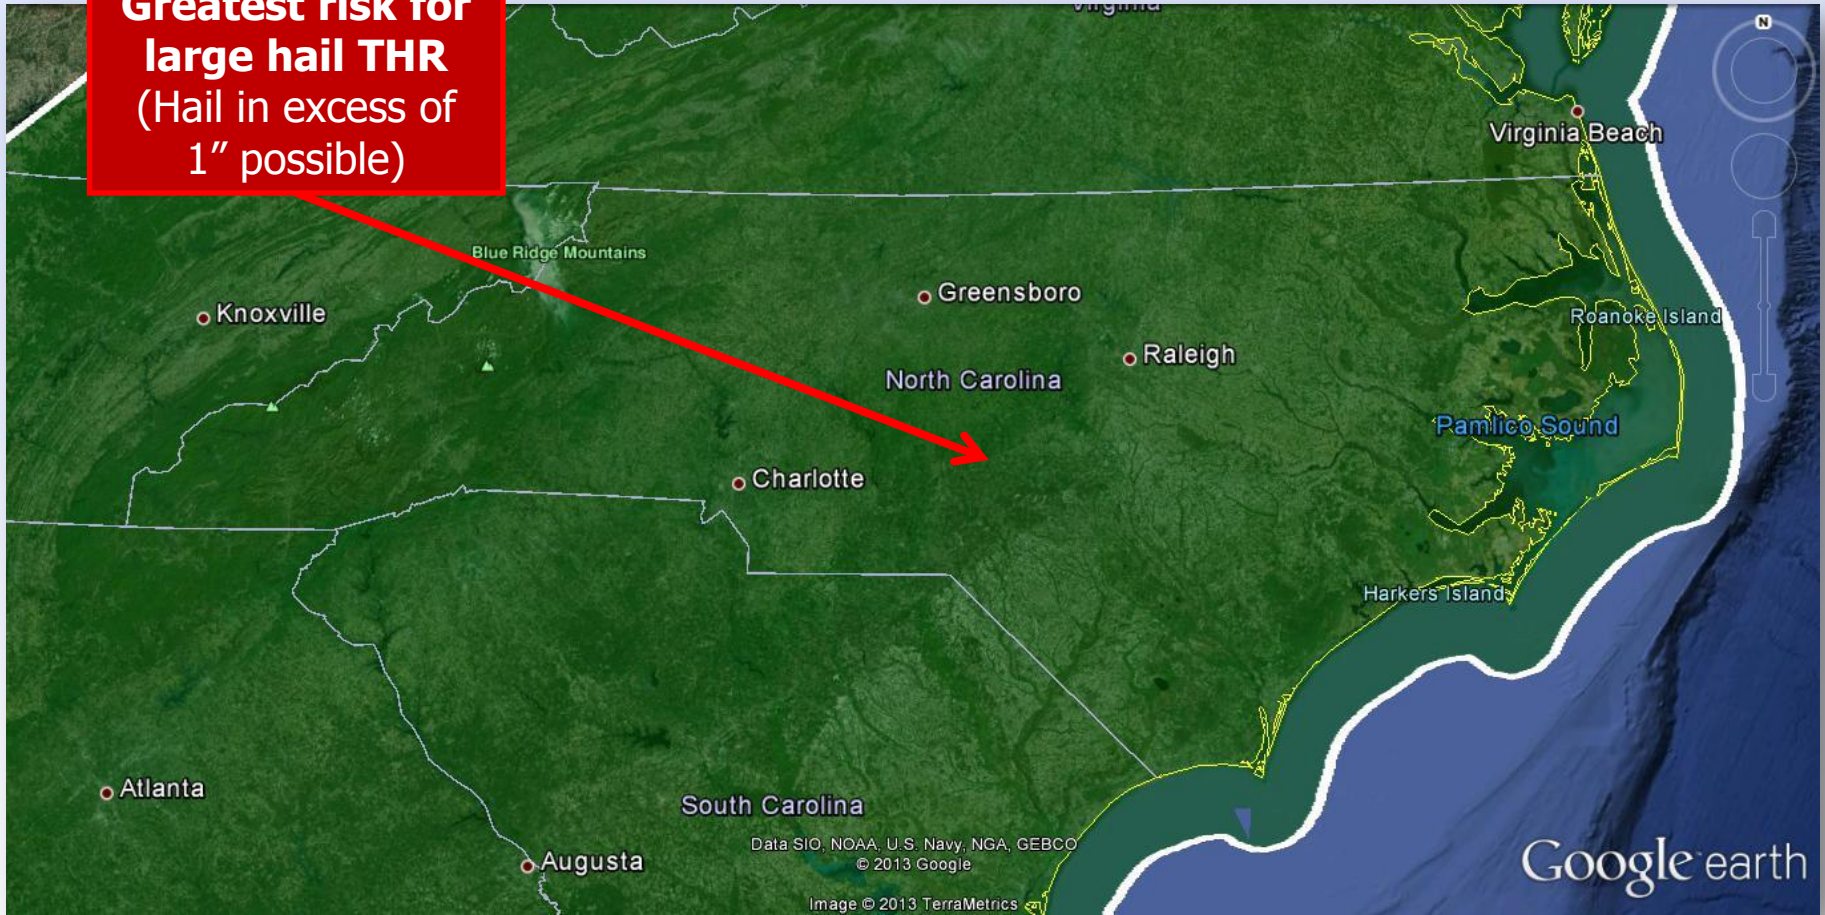 Greatest risk for
large hail THR
(Hail in excess of
1” possible)
Virginia
N
Virginia Beach
Blue Ridge Mountains
Greensboro
Knoxville
Roanoke Island
Raleigh
North Carolina
Pamlico Sound
Charlotte
Harkers Island
Atlanta
South Carolina
Data SIO, NOAA, U.S. Navy, NGA, GEBCO
© 2013 Google
Augusta
Google earth
Image © 2013 TerraMetrics